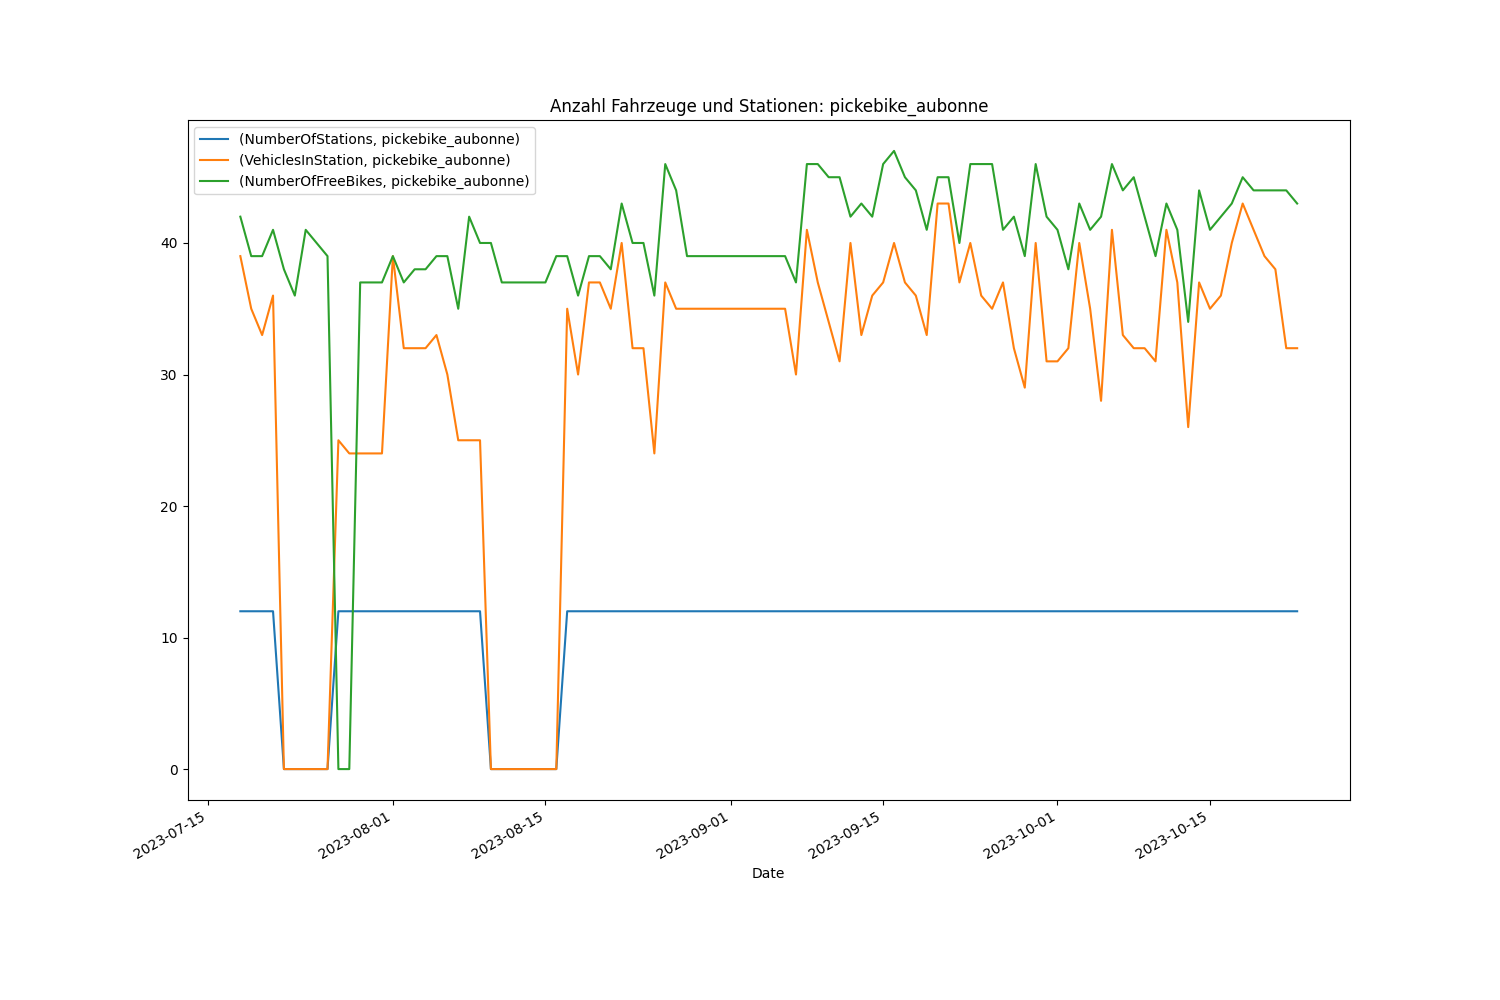 Anzahl Fahrzeuge und Stationen: pickebike_aubonne
(NumberOfStations, pickebike_aubonne)
(VehiclesInStation, pickebike_aubonne)
(NumberOfFreeBikes, pickebike_aubonne)
40
30
20
10
0
2023-07-15
2023-08-01
2023-08-15
2023-09-01
2023-09-15
2023-10-01
2023-10-15
Date